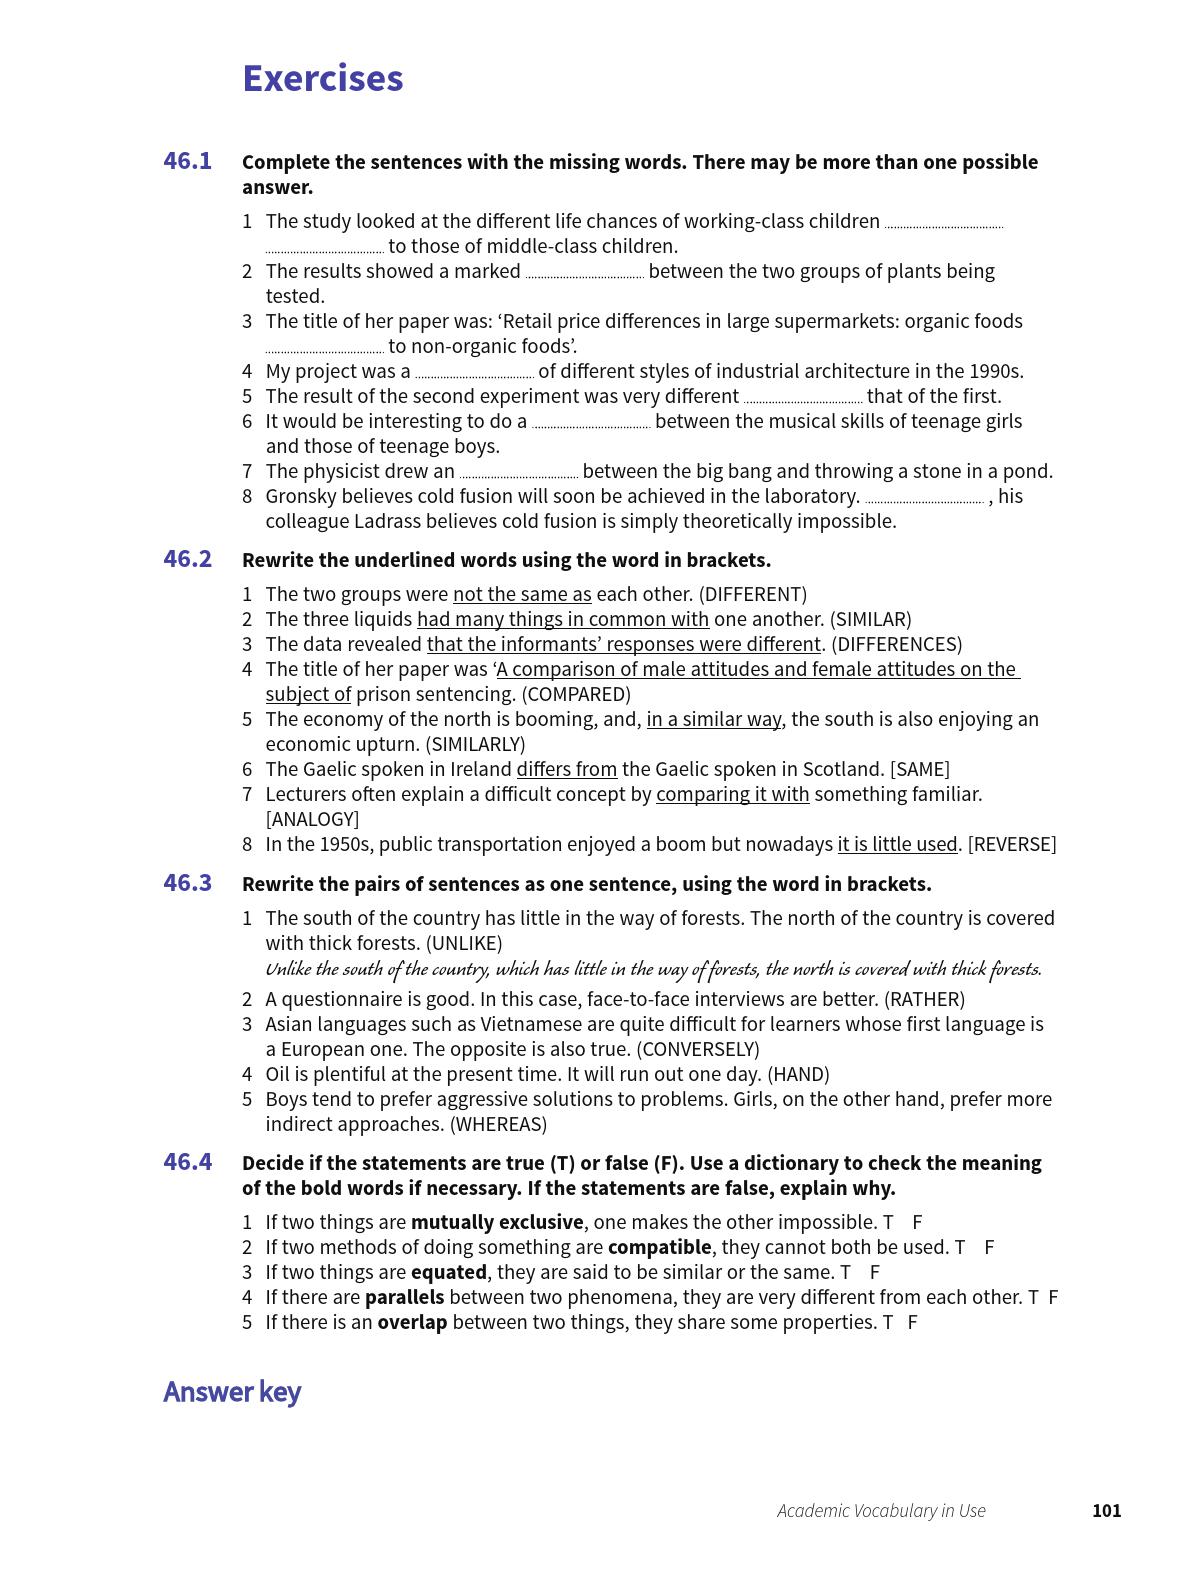 Exercises
46.1 Complete the sentences with the missing words. There may be more than one possible
answer.
1 The study looked at the different life chances of working-class children ....................................
.................................... to those of middle-class children.
2 The results showed a marked .................................... between the two groups of plants being
tested.
3 The title of her paper was: ‘Retail price differences in large supermarkets: organic foods
.................................... to non-organic foods’.
4 My project was a .................................... of different styles of industrial architecture in the 1990s.
5 The result of the second experiment was very different .................................... that of the first.
6 It would be interesting to do a .................................... between the musical skills of teenage girls
and those of teenage boys.
7 The physicist drew an .................................... between the big bang and throwing a stone in a pond.
8 Gronsky believes cold fusion will soon be achieved in the laboratory. .................................... , his
colleague Ladrass believes cold fusion is simply theoretically impossible.
46.2 Rewrite the underlined words using the word in brackets.
1 The two groups were not the same as each other. (DIFFERENT)
2 The three liquids had many things in common with one another. (SIMILAR)
3 The data revealed that the informants’ responses were different. (DIFFERENCES)
4 The title of her paper was ‘A comparison of male attitudes and female attitudes on the
subject of prison sentencing. (COMPARED)
5 The economy of the north is booming, and, in a similar way, the south is also enjoying an
economic upturn. (SIMILARLY)
6 The Gaelic spoken in Ireland differs from the Gaelic spoken in Scotland. [SAME]
7 Lecturers often explain a difficult concept by comparing it with something familiar.
[ANALOGY]
8 In the 1950s, public transportation enjoyed a boom but nowadays it is little used. [REVERSE]
46.3 Rewrite the pairs of sentences as one sentence, using the word in brackets.
1 The south of the country has little in the way of forests. The north of the country is covered
with thick forests. (UNLIKE)
Unlike the south of the country, which has little in the way of forests, the north is covered with thick forests.
2 A questionnaire is good. In this case, face-to-face interviews are better. (RATHER)
3 Asian languages such as Vietnamese are quite difficult for learners whose first language is
a European one. The opposite is also true. (CONVERSELY)
4 Oil is plentiful at the present time. It will run out one day. (HAND)
5 Boys tend to prefer aggressive solutions to problems. Girls, on the other hand, prefer more
indirect approaches. (WHEREAS)
46.4 Decide if the statements are true (T) or false (F). Use a dictionary to check the meaning
of the bold words if necessary. If the statements are false, explain why.
1 If two things are mutually exclusive, one makes the other impossible. T F
2 If two methods of doing something are compatible, they cannot both be used. T F
3 If two things are equated, they are said to be similar or the same. T F
4 If there are parallels between two phenomena, they are very different from each other. T F
5 If there is an overlap between two things, they share some properties. T F
Answer key
Academic Vocabulary in Use 101